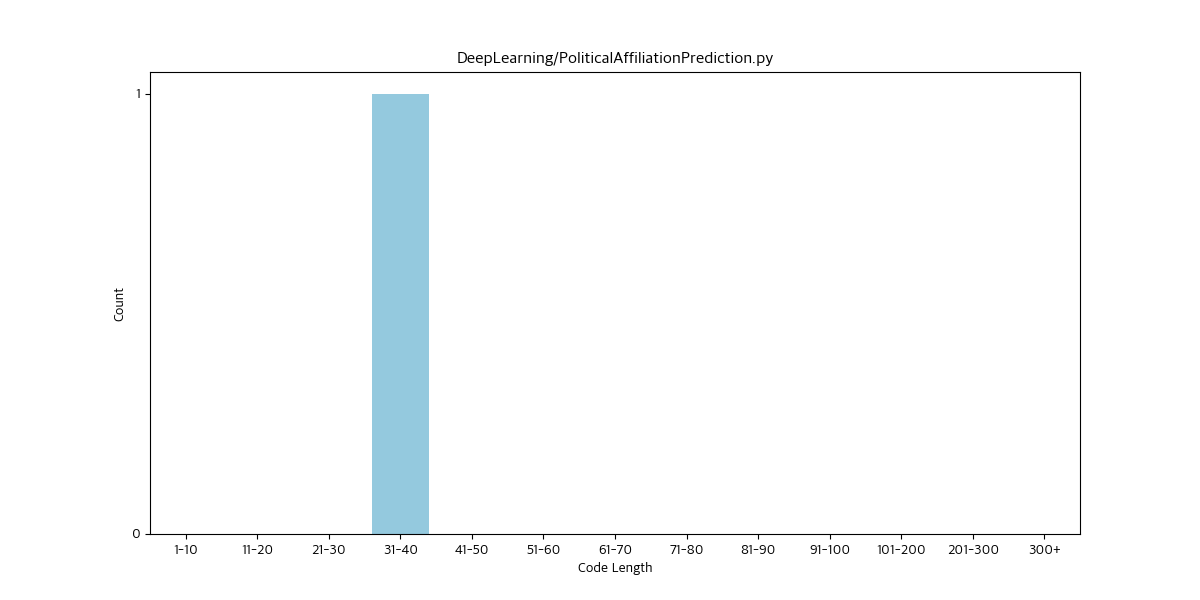 DeepLearning/PoliticalAffiliationPrediction.py
1
Count
0
1-10 11-20 21-30 31-40 41-50 51-60 61-70 71-80 81-90 91-100 101-200 201-300 300+
Code Length